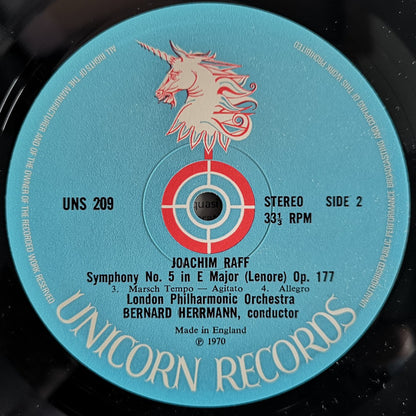 ALL RIGHTS OF THE MANUFACTURER AND OF THE OWNER OF THE RECORDED WORK RESERVED
UNAUTHORISED PUBLIC PERFORMANCE BROADCASTING AND COPYING OF THIS WORK PROHIBITED
UNS 209
STEREO SIDE 2
33⅓ RPM
JOACHIM RAFF
Symphony No. 5 in E Major (Lenore) Op. 177
3. Marsch Tempo — Agitato 4. Allegro
London Philharmonic Orchestra
BERNARD HERRMANN, conductor
Made in England
℗ 1970
UNICORN RECORDS